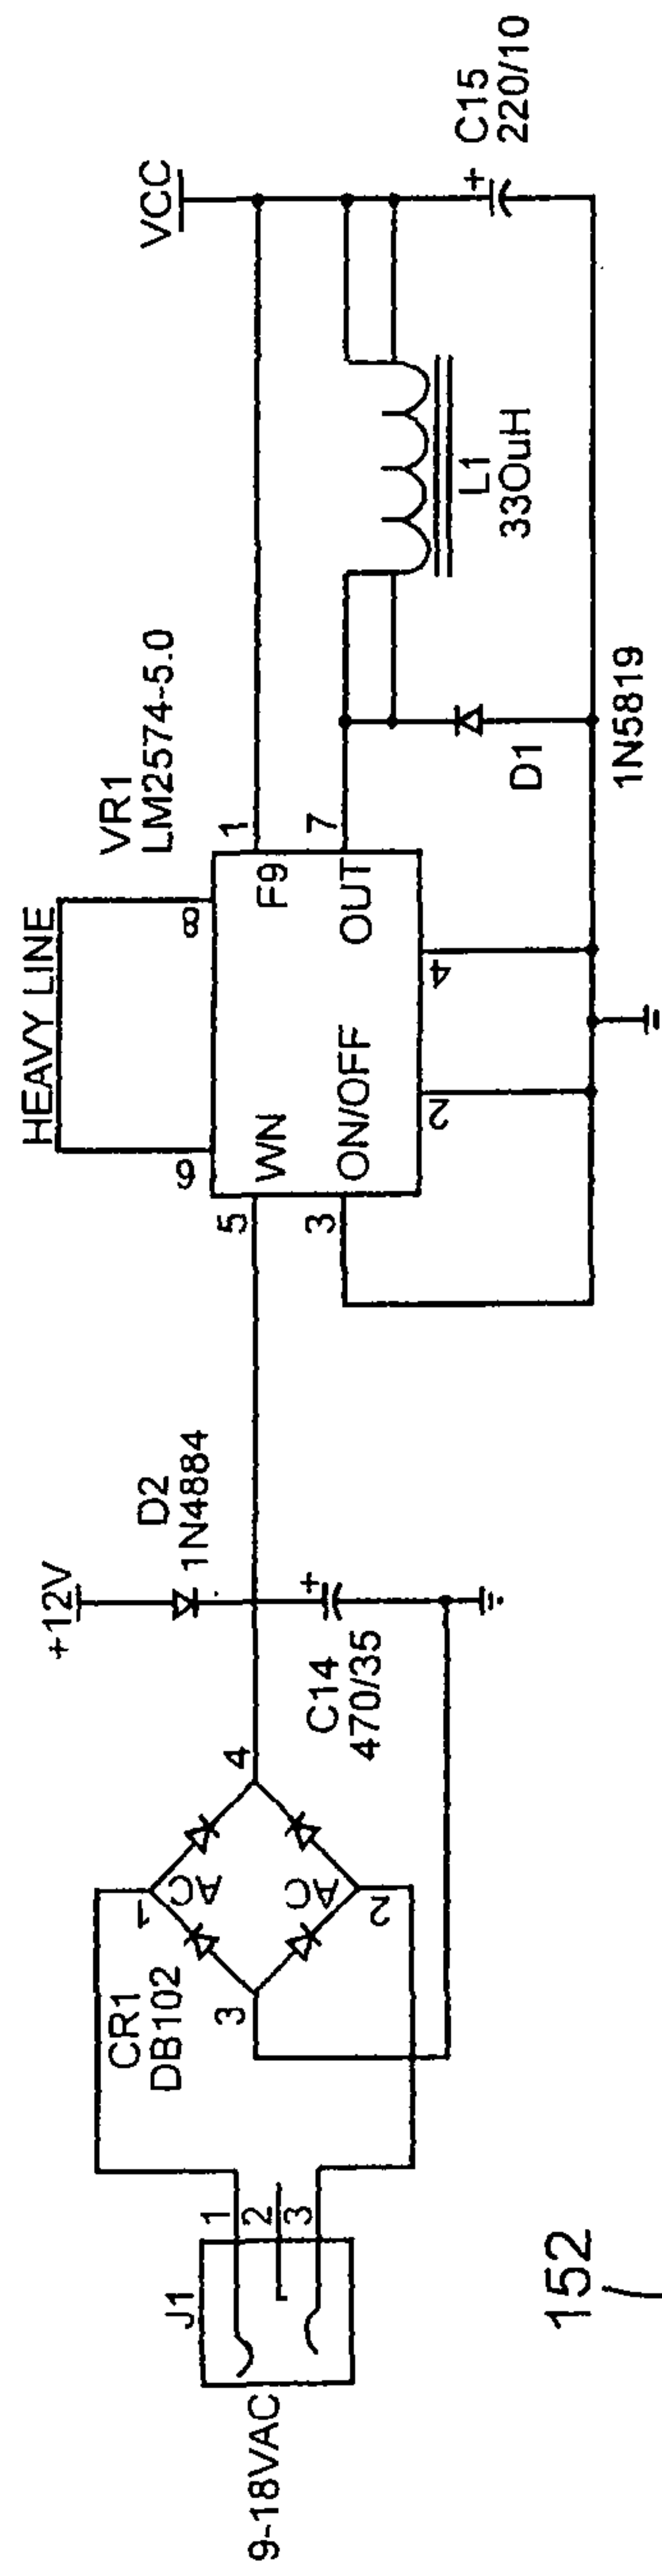 9-18VAC
J1
1
2
3
CR1
DB102
1
AC
AC
2
3
4
+12V
D2
1N4884
+
C14
470/35
HEAVY LINE
6
8
VR1
LM2574-5.0
5
WN
F9
1
3
ON/OFF
OUT
7
2
4
D1
1N5819
L1
330uH
VCC
+
C15
220/10
152